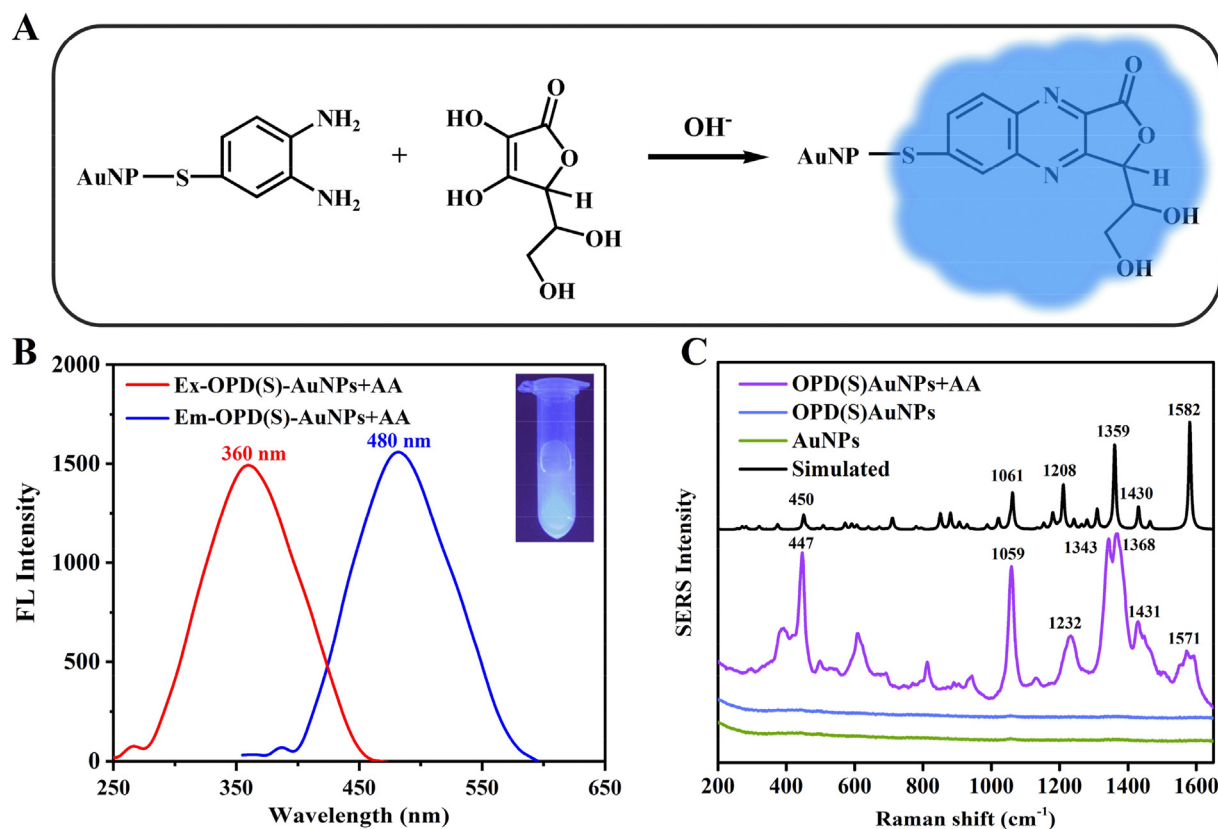 A
AuNP
S
NH₂
NH₂
+
HO
HO
O
O
H
OH
OH
OH⁻
AuNP
S
N
N
O
O
H
OH
OH
B
FL Intensity
2000
1500
1000
500
0
Ex-OPD(S)-AuNPs+AA
Em-OPD(S)-AuNPs+AA
360 nm
480 nm
250 350 450 550 650
Wavelength (nm)
C
SERS Intensity
OPD(S)AuNPs+AA
OPD(S)AuNPs
AuNPs
Simulated
450
1061
1208
1359
1430
1582
447
1059
1232
1343
1368
1431
1571
200 400 600 800 1000 1200 1400 1600
Raman shift (cm⁻¹)